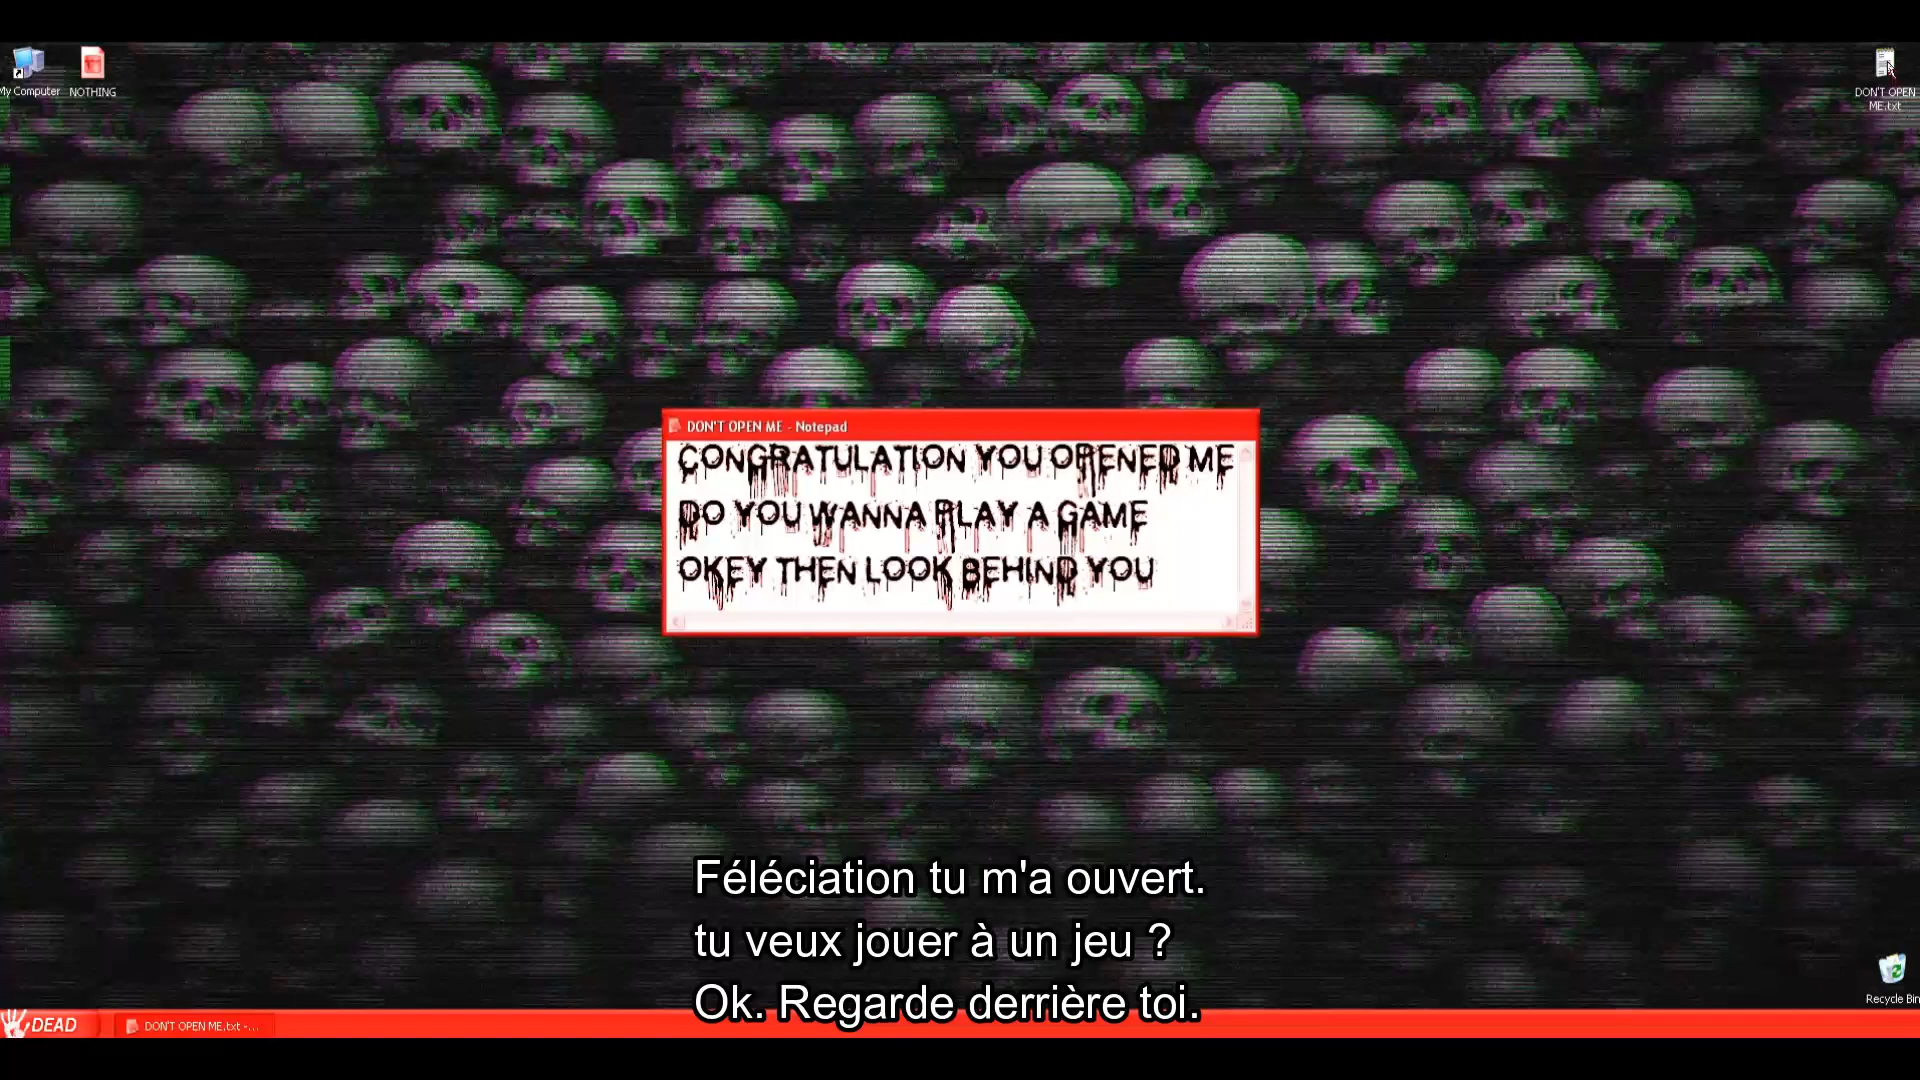 My Computer
NOTHING
DON'T OPEN
ME.txt
DON'T OPEN ME - Notepad
CONGRATULATION YOU OPENED ME
DO YOU WANNA PLAY A GAME
OKEY THEN LOOK BEHIND YOU
Féléciation tu m'a ouvert.
tu veux jouer à un jeu ?
Ok. Regarde derrière toi.
Recycle Bin
DEAD
DON'T OPEN ME.txt -...